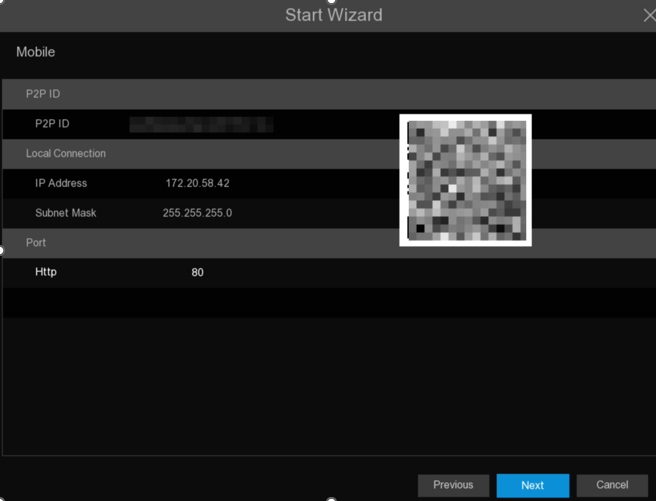 Start Wizard
Mobile
P2P ID
P2P ID
Local Connection
IP Address 172.20.58.42
Subnet Mask 255.255.255.0
Port
Http 80
Previous Next Cancel